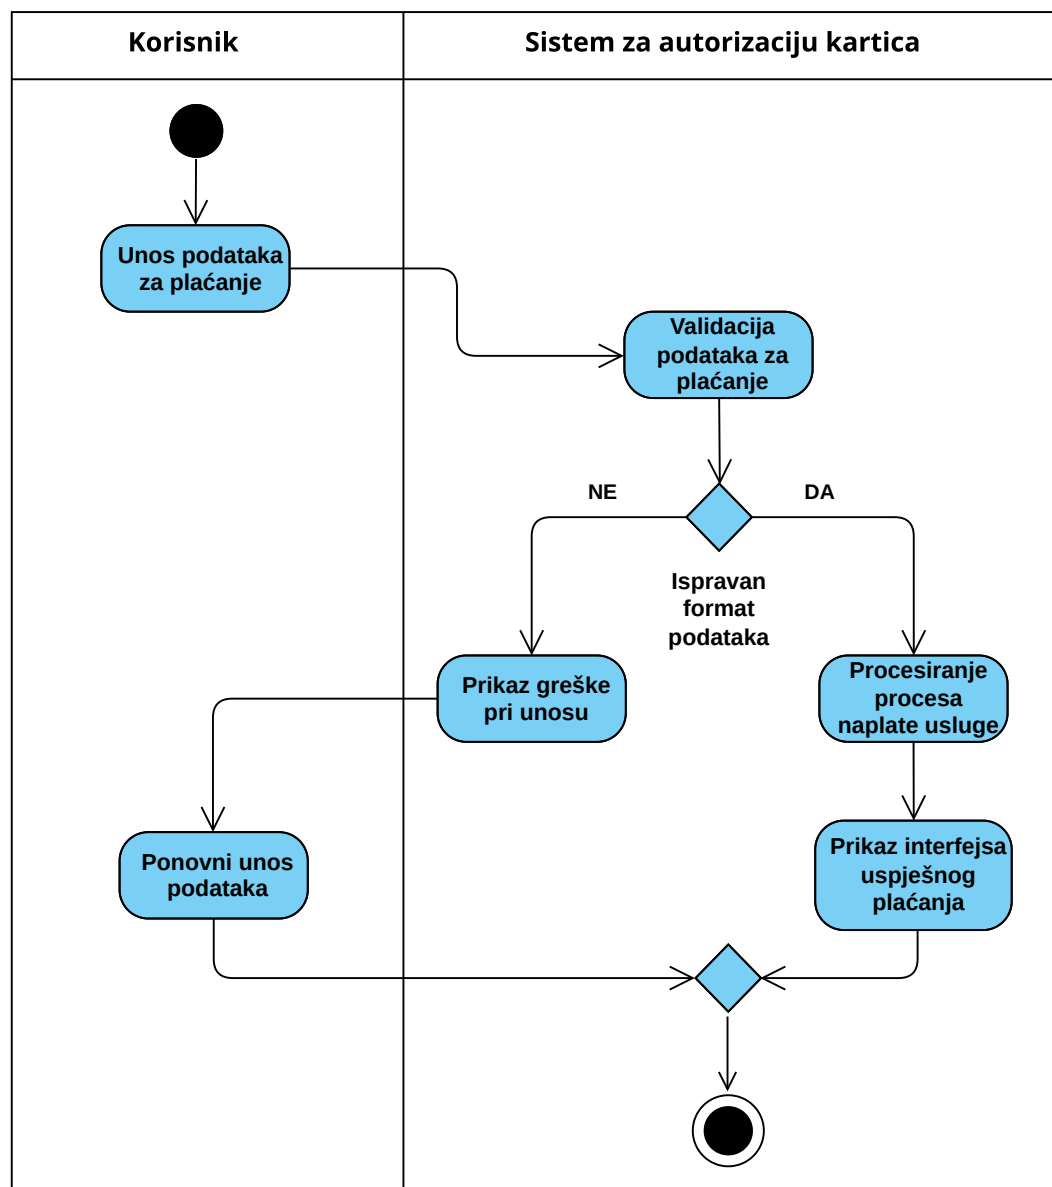 Korisnik
Sistem za autorizaciju kartica
Unos podataka
za plaćanje
Validacija
podataka za
plaćanje
NE
DA
Ispravan
format
podataka
Prikaz greške
pri unosu
Procesiranje
procesa
naplate usluge
Ponovni unos
podataka
Prikaz interfejsa
uspješnog
plaćanja